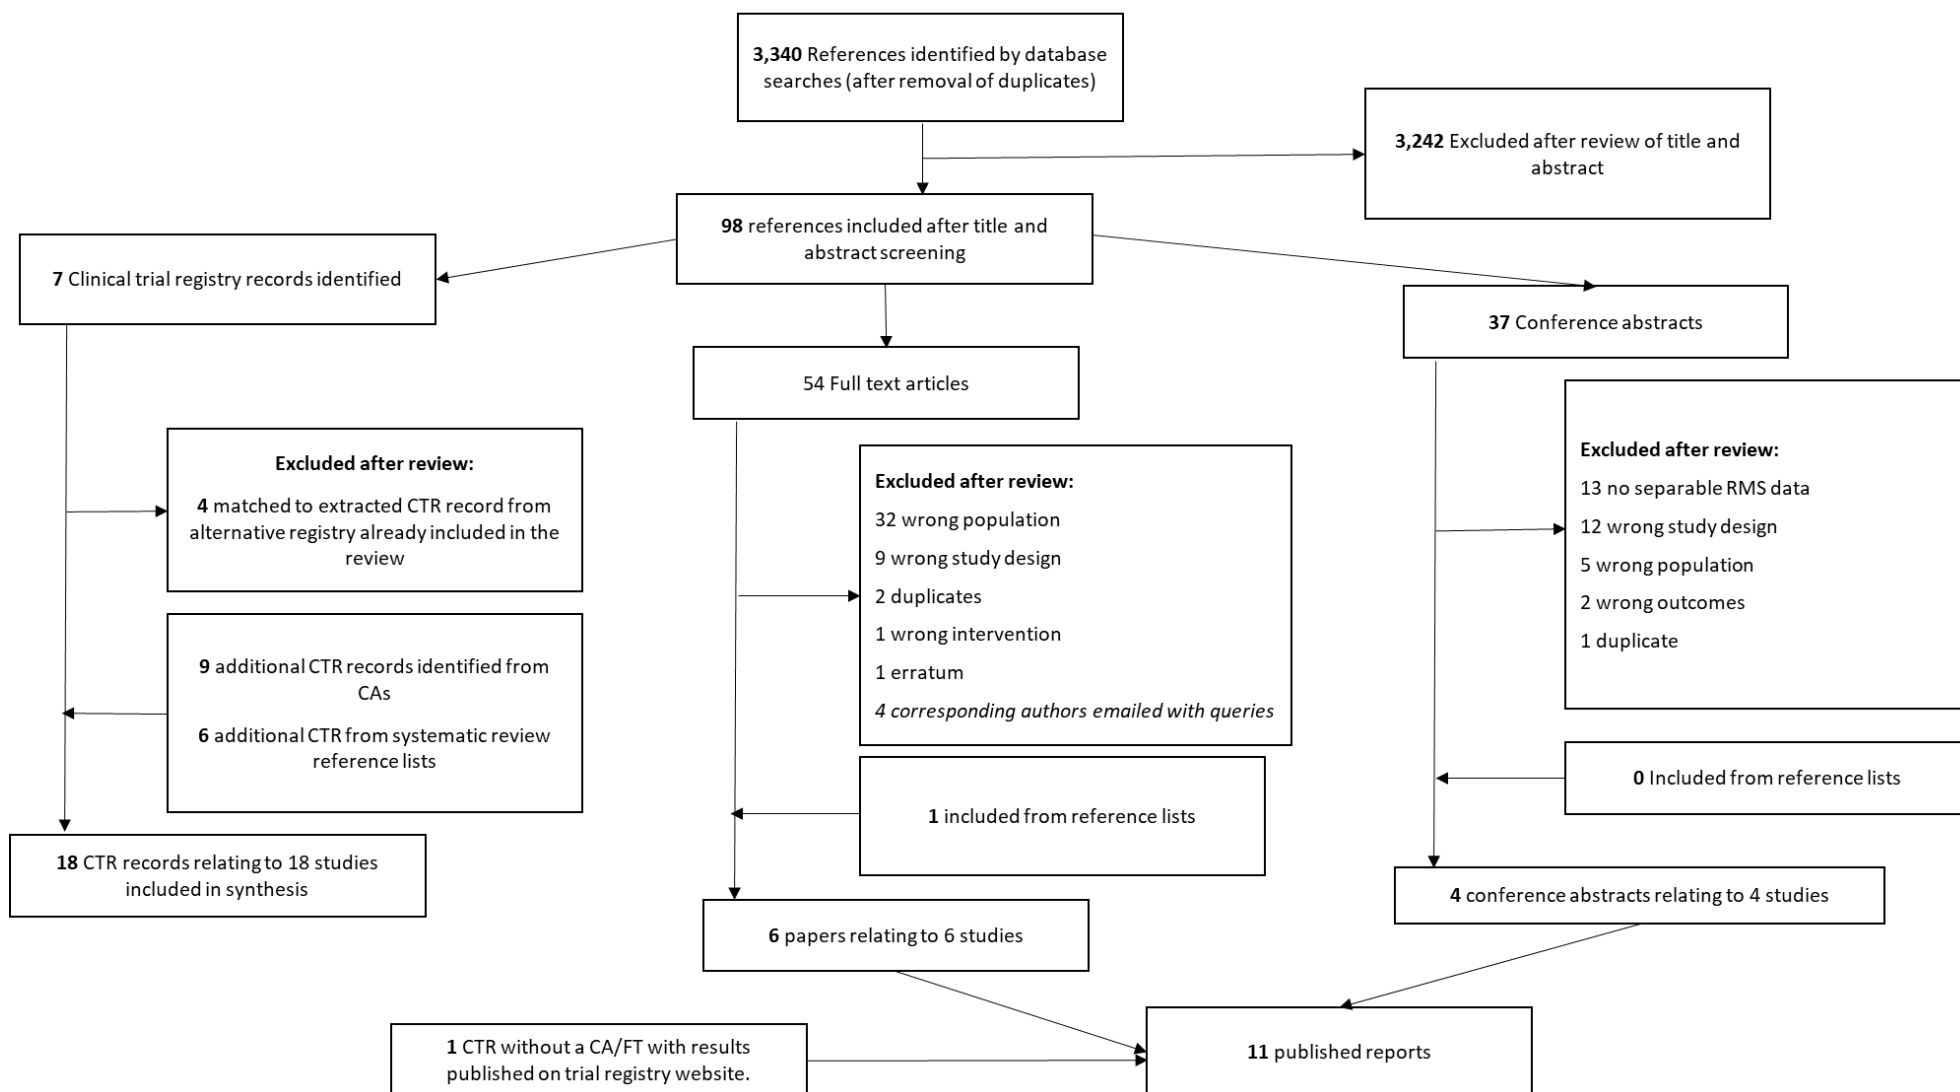 3,340 References identified by database
searches (after removal of duplicates)
3,242 Excluded after review of title and
abstract
98 references included after title and
abstract screening
7 Clinical trial registry records identified
37 Conference abstracts
54 Full text articles
Excluded after review:
4 matched to extracted CTR record from
alternative registry already included in the
review
9 additional CTR records identified from
CAs
6 additional CTR from systematic review
reference lists
18 CTR records relating to 18 studies
included in synthesis
Excluded after review:
32 wrong population
9 wrong study design
2 duplicates
1 wrong intervention
1 erratum
4 corresponding authors emailed with queries
1 included from reference lists
6 papers relating to 6 studies
Excluded after review:
13 no separable RMS data
12 wrong study design
5 wrong population
2 wrong outcomes
1 duplicate
0 Included from reference lists
4 conference abstracts relating to 4 studies
1 CTR without a CA/FT with results
published on trial registry website.
11 published reports